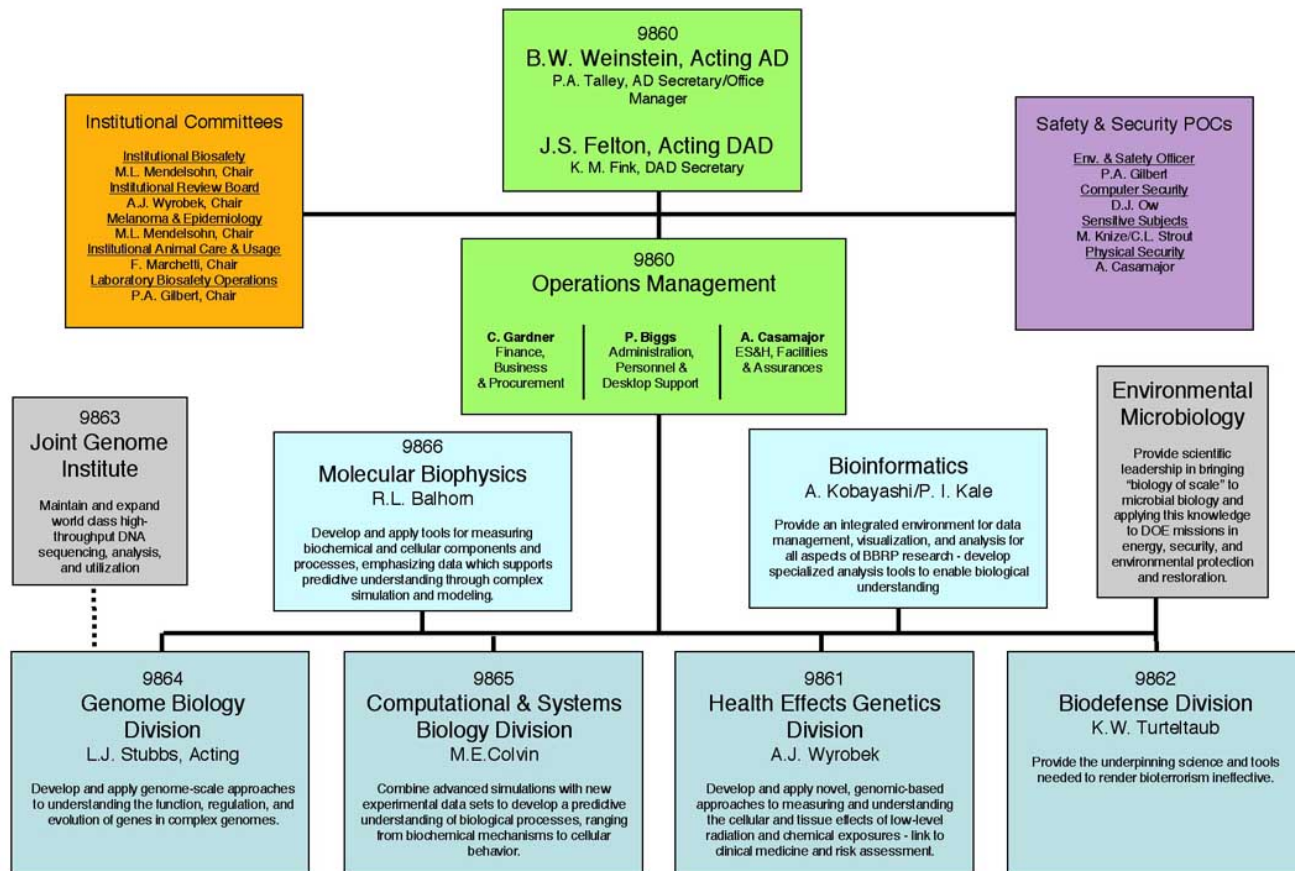 9860
B.W. Weinstein, Acting AD
P.A. Talley, AD Secretary/Office
Manager
J.S. Felton, Acting DAD
K. M. Fink, DAD Secretary
Institutional Committees
Institutional Biosafety
M.L. Mendelsohn, Chair
Institutional Review Board
A.J. Wyrobek, Chair
Melanoma & Epidemiology
M.L. Mendelsohn, Chair
Institutional Animal Care & Usage
F. Marchetti, Chair
Laboratory Biosafety Operations
P.A. Gilbert, Chair
Safety & Security POCs
Env. & Safety Officer
P.A. Gilbert
Computer Security
D.J. Ow
Sensitive Subjects
M. Knize/C.L. Strout
Physical Security
A. Casamajor
9860
Operations Management
C. Gardner
Finance,
Business
& Procurement
P. Biggs
Administration,
Personnel &
Desktop Support
A. Casamajor
ES&H, Facilities
& Assurances
9863
Joint Genome
Institute
Maintain and expand
world class high-
throughput DNA
sequencing, analysis,
and utilization
9866
Molecular Biophysics
R.L. Balhorn
Develop and apply tools for measuring
biochemical and cellular components and
processes, emphasizing data which supports
predictive understanding through complex
simulation and modeling.
Bioinformatics
A. Kobayashi/P. I. Kale
Provide an integrated environment for data
management, visualization, and analysis for
all aspects of BBRP research - develop
specialized analysis tools to enable biological
understanding
Environmental
Microbiology
Provide scientific
leadership in bringing
"biology of scale" to
microbial biology and
applying this knowledge
to DOE missions in
energy, security, and
environmental protection
and restoration.
9864
Genome Biology
Division
L.J. Stubbs, Acting
Develop and apply genome-scale approaches
to understanding the function, regulation, and
evolution of genes in complex genomes.
9865
Computational & Systems
Biology Division
M.E.Colvin
Combine advanced simulations with new
experimental data sets to develop a predictive
understanding of biological processes, ranging
from biochemical mechanisms to cellular
behavior.
9861
Health Effects Genetics
Division
A.J. Wyrobek
Develop and apply novel, genomic-based
approaches to measuring and understanding
the cellular and tissue effects of low-level
radiation and chemical exposures - link to
clinical medicine and risk assessment.
9862
Biodefense Division
K.W. Turteltaub
Provide the underpinning science and tools
needed to render bioterrorism ineffective.